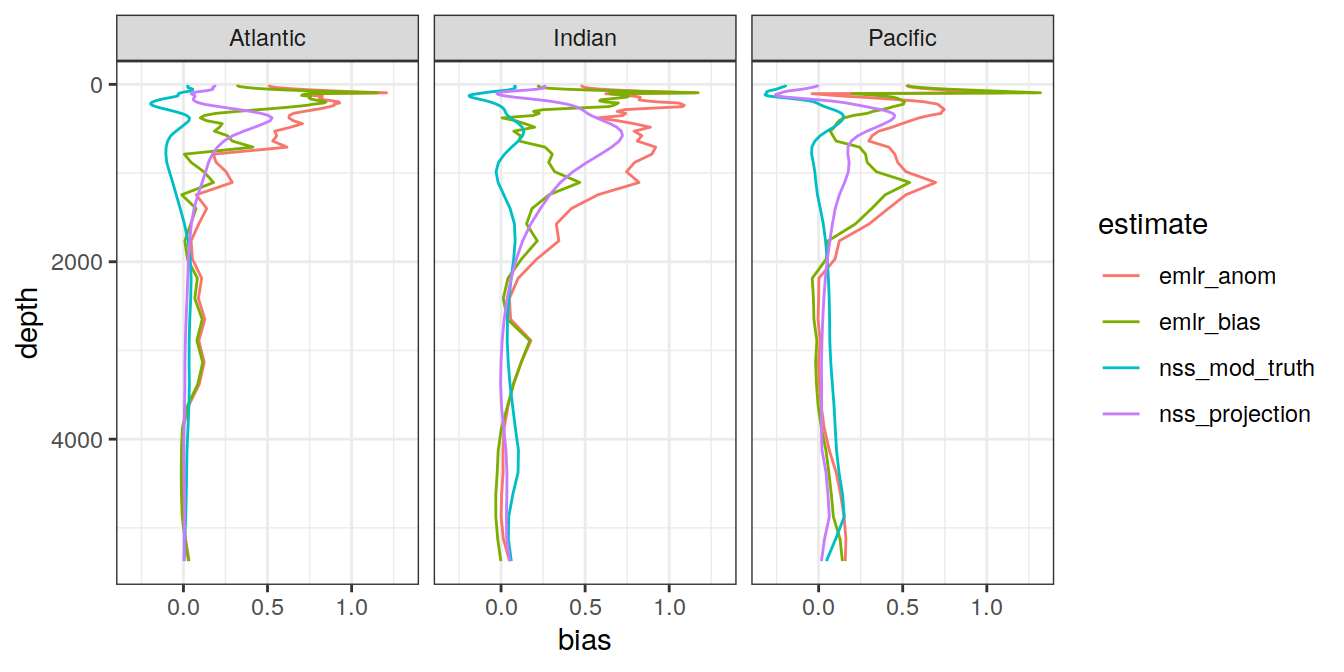 Atlantic Indian Pacific
0
2000
4000
depth
0.0 0.5 1.0 0.0 0.5 1.0 0.0 0.5 1.0
bias
estimate
emlr_anom
emlr_bias
nss_mod_truth
nss_projection